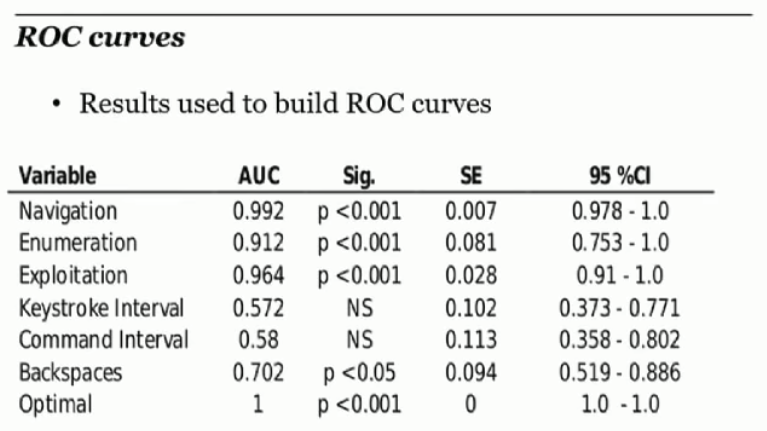 ROC curves
• Results used to build ROC curves
Variable AUC Sig. SE 95 %CI
Navigation 0.992 p <0.001 0.007 0.978 - 1.0
Enumeration 0.912 p <0.001 0.081 0.753 - 1.0
Exploitation 0.964 p <0.001 0.028 0.91 - 1.0
Keystroke Interval 0.572 NS 0.102 0.373 - 0.771
Command Interval 0.58 NS 0.113 0.358 - 0.802
Backspaces 0.702 p <0.05 0.094 0.519 - 0.886
Optimal 1 p <0.001 0 1.0 - 1.0